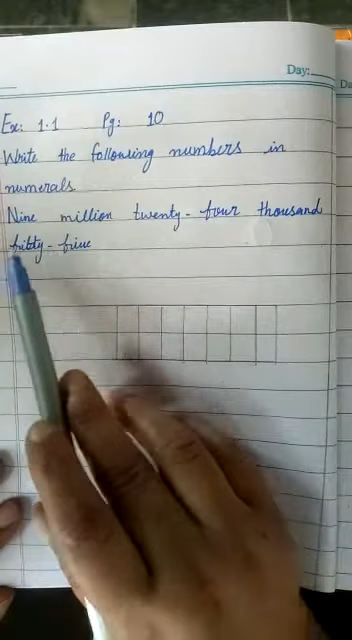 Day:
Da
Ex: 1.1 Pg: 10
Write the following numbers in
numerals
Nine million twenty-four thousand
fifty-five